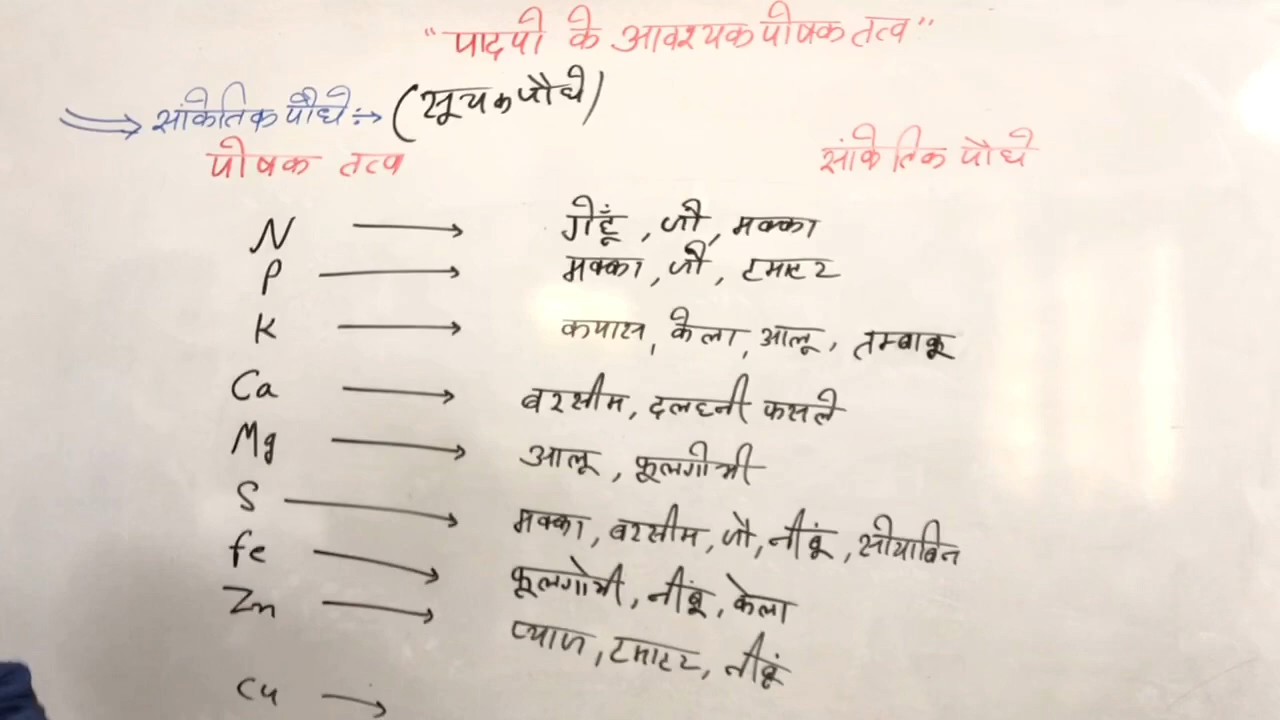 "पादपो के आवश्यक पोषक तत्व"
⇒ सांकेतिक पौधे :→ (सूचक पौधे)
पोषक तत्व सांकेतिक पौधे
N → गेहूँ, जौ, मक्का
P → मक्का, जौ, टमाटर
K → कपास, केला, आलू, तम्बाकू
Ca → बरसीम, दलहनी फसले
Mg → आलू, फूलगोभी
S → मक्का, बरसीम, जौ, नींबू, सोयाबिन
fe → फूलगोभी, नींबू, केला
Zn → प्याज, टमाटर, नींबू
Cu →